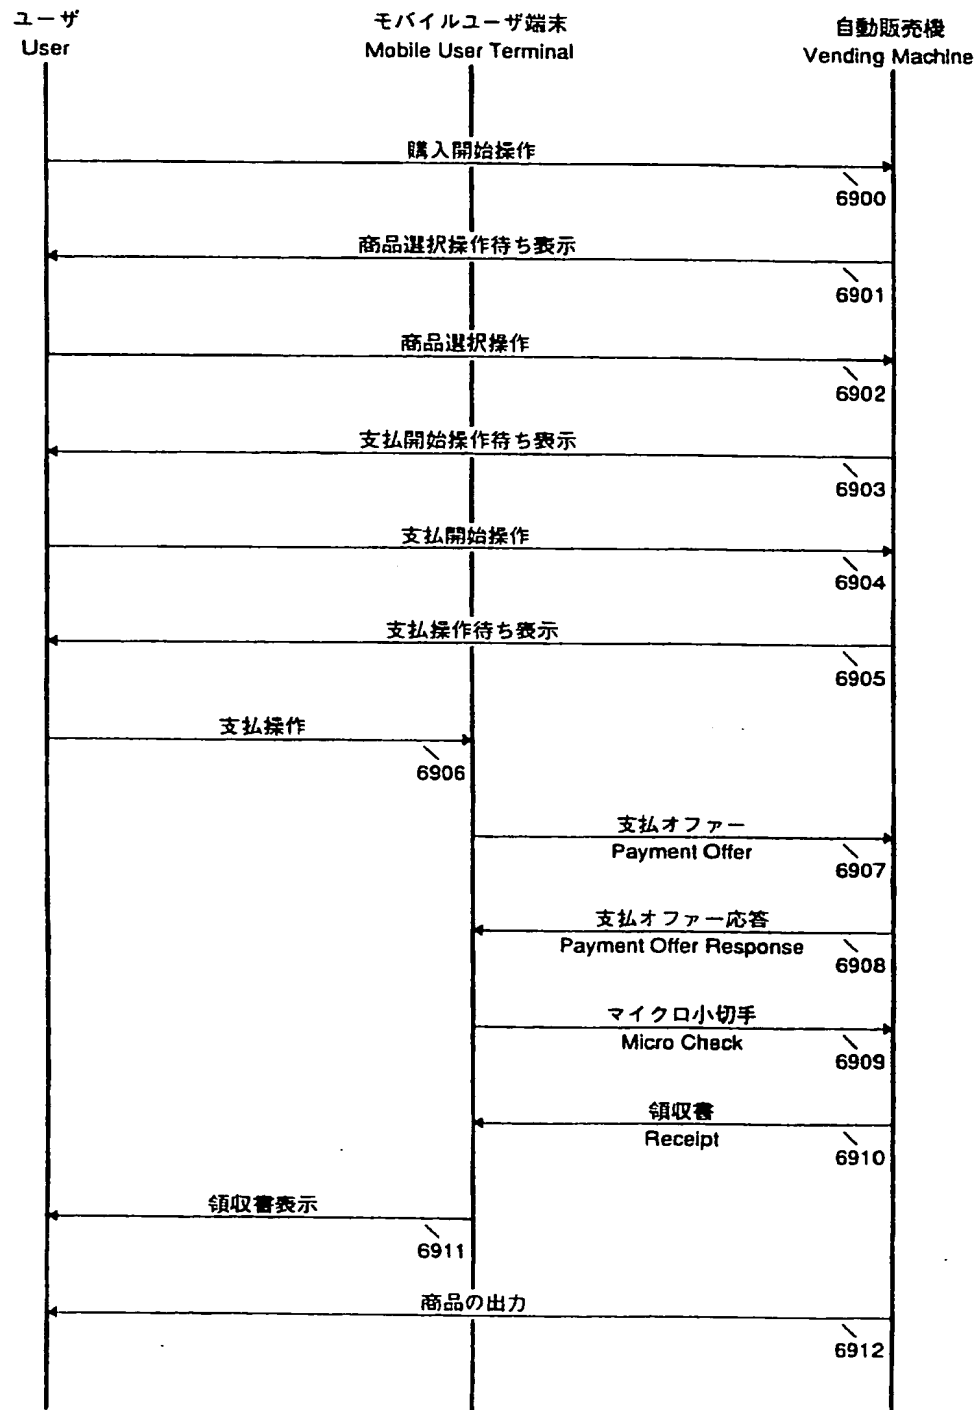 ユーザ
User
モバイルユーザ端末
Mobile User Terminal
自動販売機
Vending Machine
購入開始操作
6900
商品選択操作待ち表示
6901
商品選択操作
6902
支払開始操作待ち表示
6903
支払開始操作
6904
支払操作待ち表示
6905
支払操作
6906
支払オファー
Payment Offer
6907
支払オファー応答
Payment Offer Response
6908
マイクロ小切手
Micro Check
6909
領収書
Receipt
6910
領収書表示
6911
商品の出力
6912